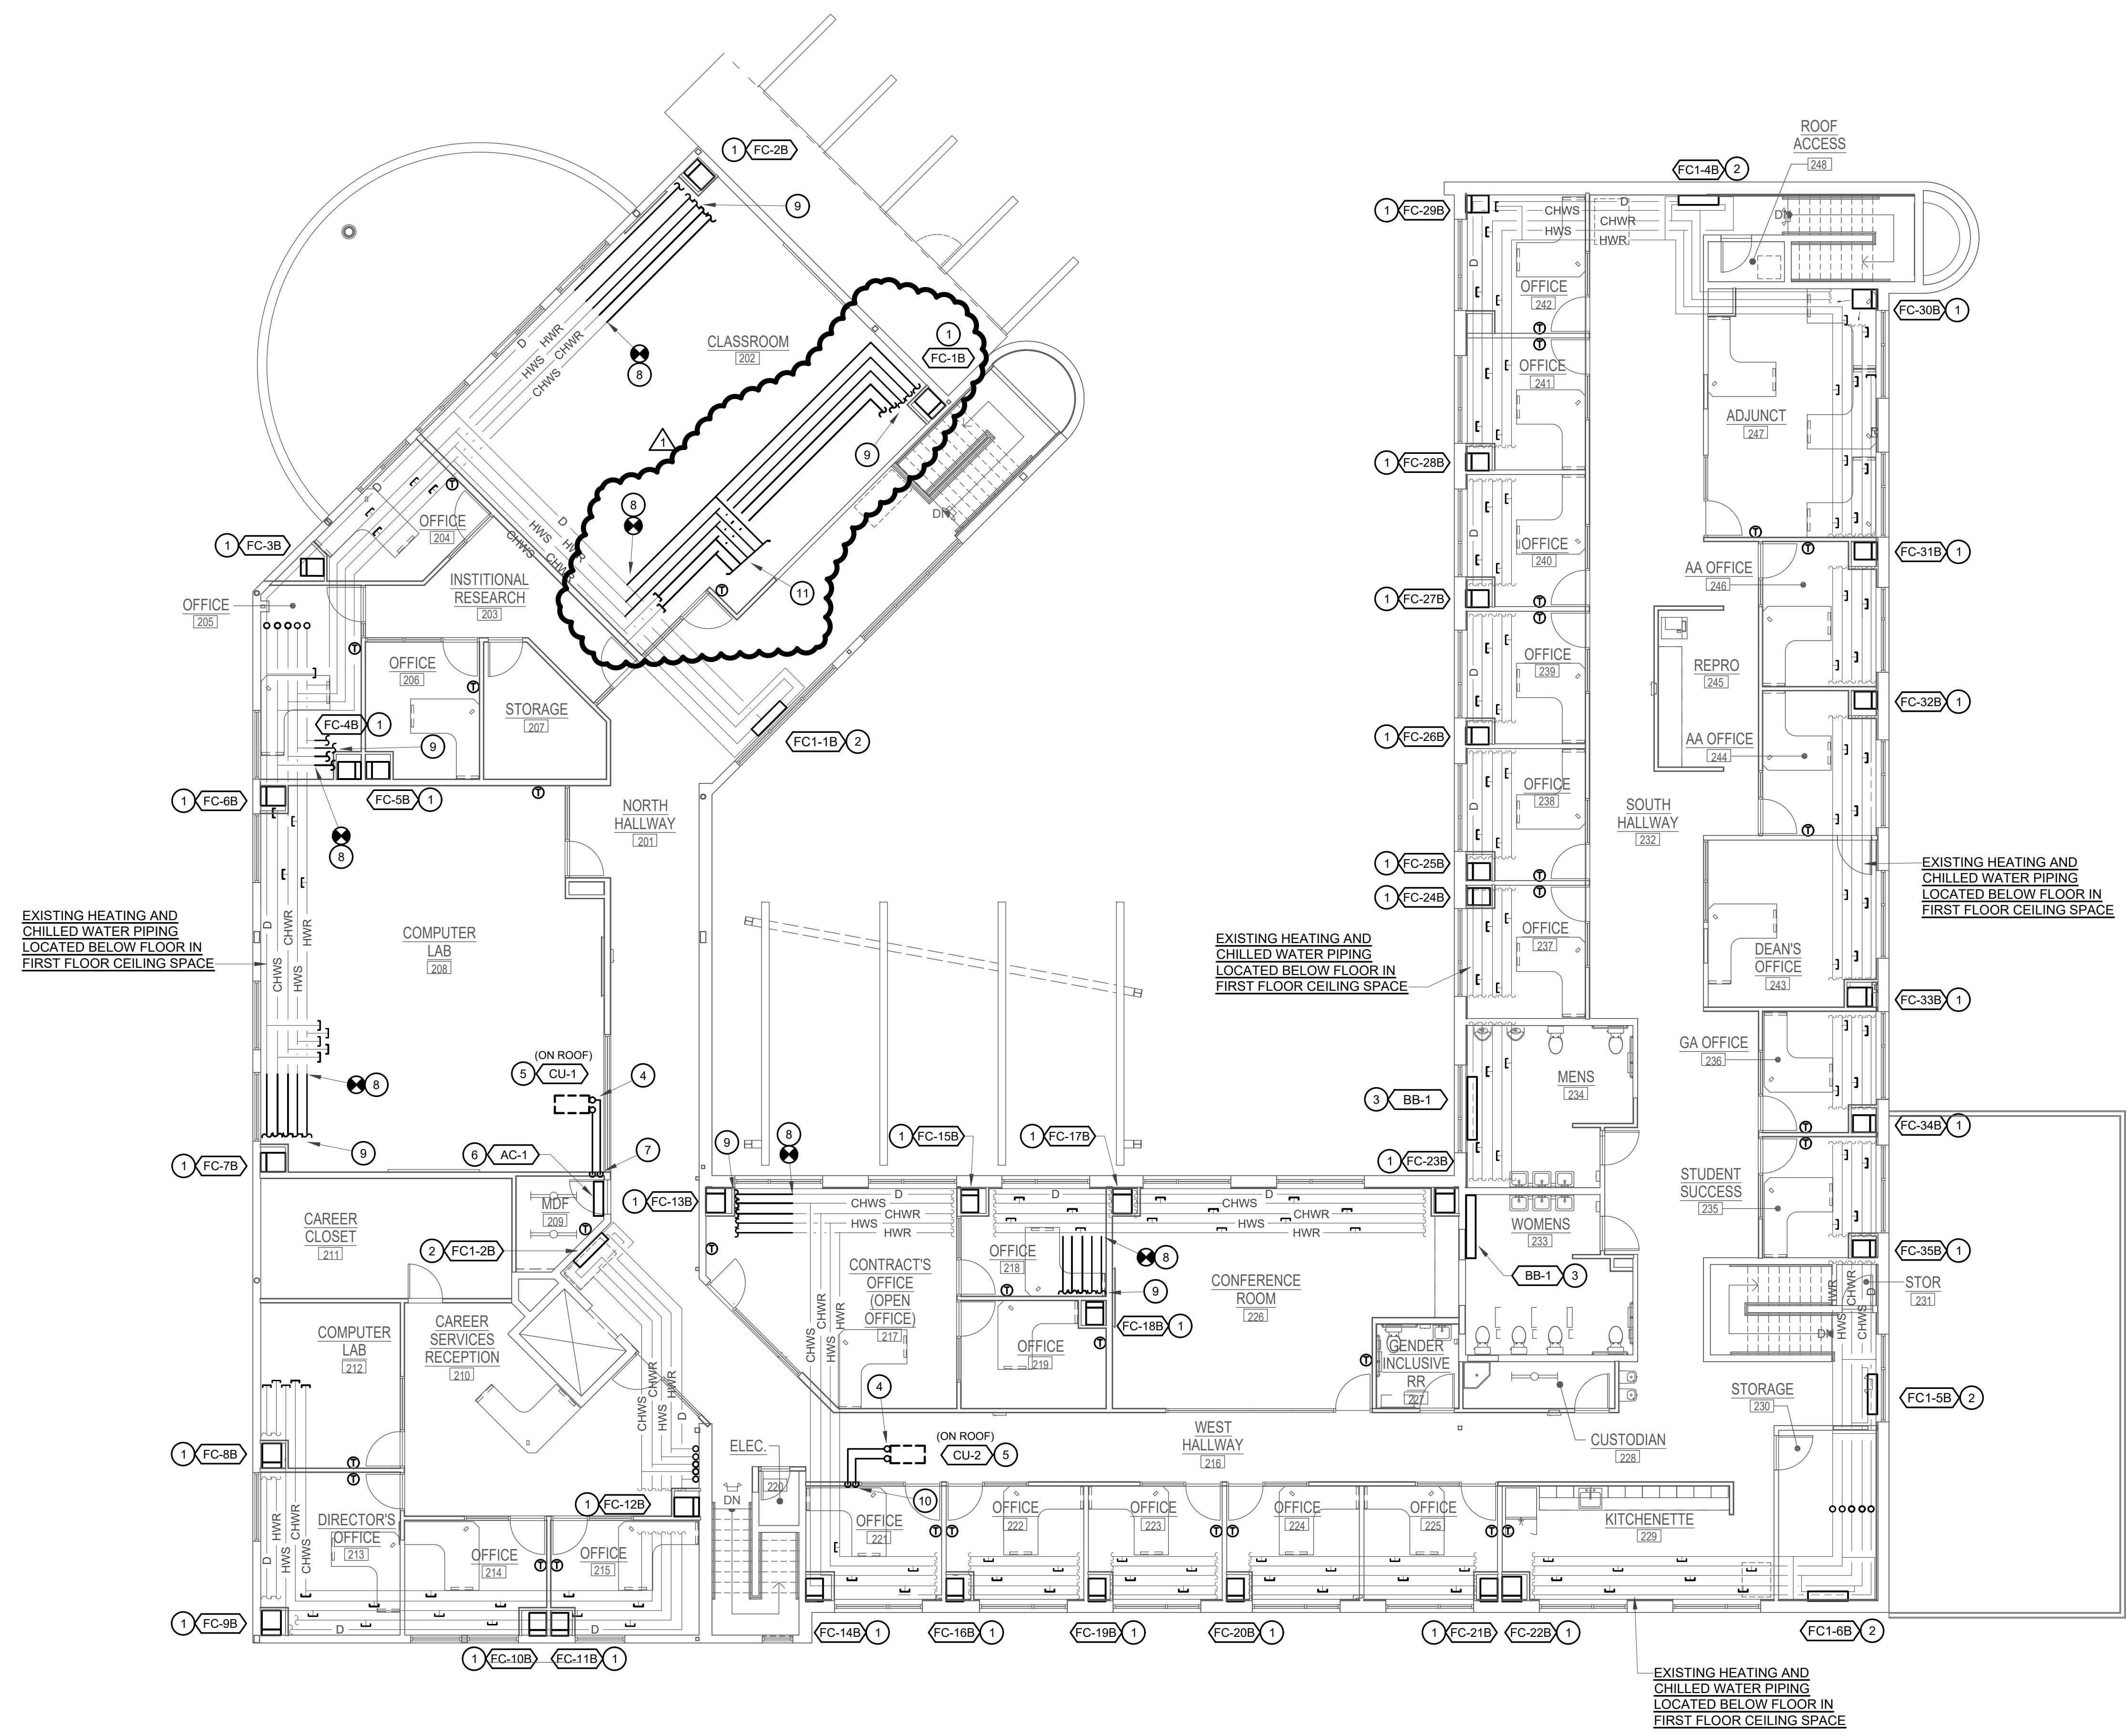 1 FC-2B
9
CLASSROOM
202
1
FC-1B
8
D
HWR
HWS
CHWR
CHWS
1
9
8
11
D
HWS
HWR
CHWS
CHWR
DN
1 FC-3B
D
OFFICE
204
INSTITIONAL
RESEARCH
203
OFFICE
205
T
T
T
OFFICE
206
T
STORAGE
207
FC-4B 1
9
FC1-1B 2
1 FC-6B
FC-5B 1
T
NORTH
HALLWAY
201
8
EXISTING HEATING AND
CHILLED WATER PIPING
LOCATED BELOW FLOOR IN
FIRST FLOOR CEILING SPACE
D
CHWS
CHWR
HWS
HWR
COMPUTER
LAB
208
(ON ROOF)
5 CU-1
4
8
9
1 FC-7B
6 AC-1
7
MDF
209
T
2 FC1-2B
CAREER
CLOSET
211
COMPUTER
LAB
212
CAREER
SERVICES
RECEPTION
210
CHWS
CHWR
HWS
HWR
D
1 FC-8B
T
T
1 FC-12B
D
HWR
HWS
CHWR
CHWS
DIRECTOR'S
OFFICE
213
OFFICE
214
T
T
OFFICE
215
D
D
1 FC-9B
1 FC-10B
FC-11B 1
ROOF
ACCESS
248
FC1-4B 2
1 FC-29B
D
CHWS
CHWR
HWS
HWR
DN
D
OFFICE
242
T
T
FC-30B 1
OFFICE
241
ADJUNCT
247
1 FC-28B
D
OFFICE
240
T
T
T
T
FC-31B 1
AA OFFICE
246
1 FC-27B
D
OFFICE
239
REPRO
245
FC-32B 1
1 FC-26B
AA OFFICE
244
D
OFFICE
238
SOUTH
HALLWAY
232
T
1 FC-25B
T
T
1 FC-24B
EXISTING HEATING AND
CHILLED WATER PIPING
LOCATED BELOW FLOOR IN
FIRST FLOOR CEILING SPACE
OFFICE
237
EXISTING HEATING AND
CHILLED WATER PIPING
LOCATED BELOW FLOOR IN
FIRST FLOOR CEILING SPACE
DEAN'S
OFFICE
243
FC-33B 1
GA OFFICE
236
MENS
234
3 BB-1
T
T
FC-34B 1
STUDENT
SUCCESS
235
1 FC-23B
WOMENS
233
FC-35B 1
BB-1 3
STOR
231
HWR
CHWR
D
HWS
CHWS
DN
9
8
1 FC-15B
1 FC-17B
1 FC-13B
D
CHWS
CHWR
HWS
HWR
D
D
CHWS
CHWR
HWS
HWR
T
CONTRACT'S
OFFICE
(OPEN
OFFICE)
217
OFFICE
218
8
9
T
CONFERENCE
ROOM
226
FC-18B 1
CHWS
CHWR
HWS
HWR
OFFICE
219
T
T
GENDER
INCLUSIVE
RR
227
4
STORAGE
230
FC1-5B 2
(ON ROOF)
CU-2 5
WEST
HALLWAY
216
CUSTODIAN
228
ELEC.
220
DN
10
OFFICE
221
T
T
OFFICE
222
OFFICE
223
T
T
OFFICE
224
OFFICE
225
T
T
KITCHENETTE
229
FC-14B 1
FC-16B 1
FC-19B 1
FC-20B 1
1 FC-21B
FC-22B 1
FC1-6B 2
EXISTING HEATING AND
CHILLED WATER PIPING
LOCATED BELOW FLOOR IN
FIRST FLOOR CEILING SPACE